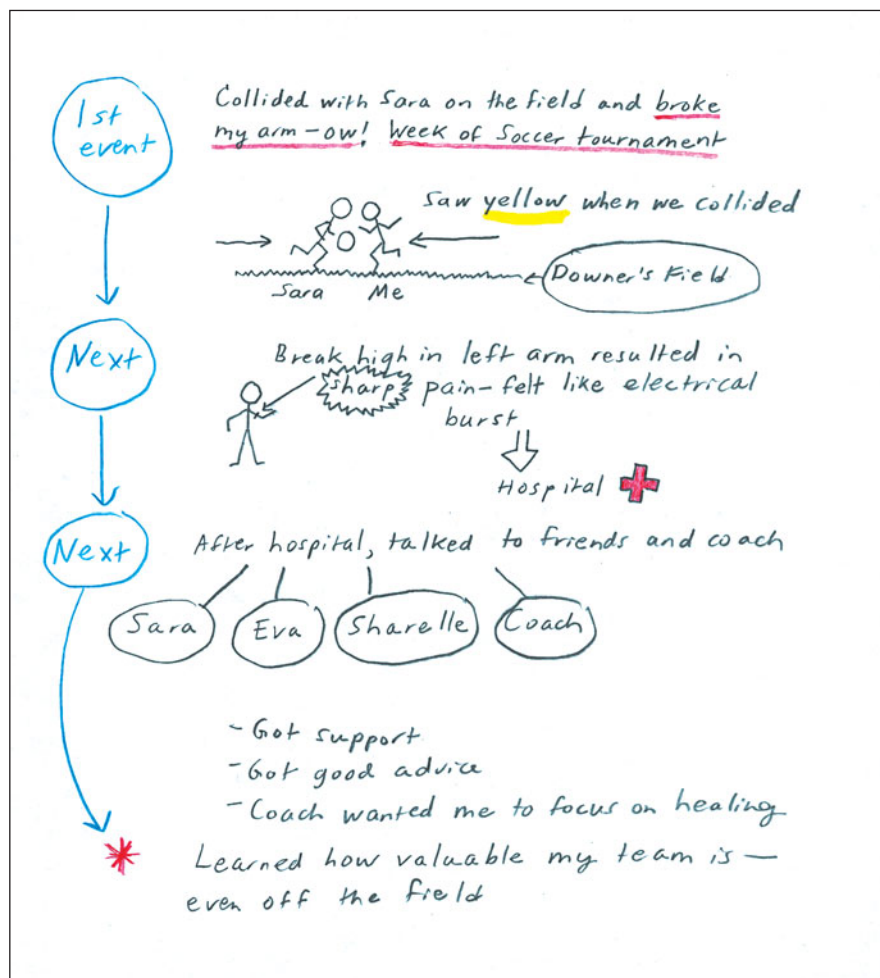 1st
event
Collided with Sara on the field and broke
my arm - ow! Week of Soccer tournament
Saw yellow when we collided
Sara Me
Downer's Field
Next
Break high in left arm resulted in
sharp pain - felt like electrical
burst
Hospital
Next
After hospital, talked to friends and coach
Sara Eva Sharelle Coach
- Got support
- Got good advice
- Coach wanted me to focus on healing
* Learned how valuable my team is —
even off the field